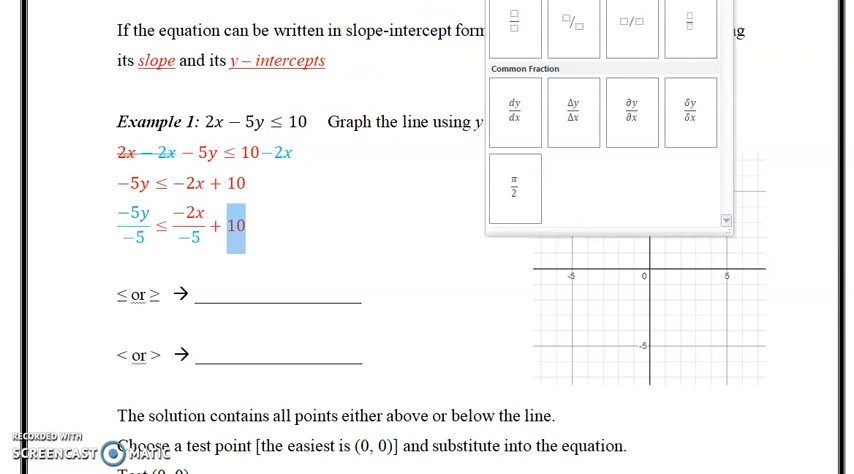 If the equation can be written in slope-intercept form
ng
its slope and its y – intercepts
Common Fraction
dy/dx Δy/Δx ∂y/∂x δy/δx
π/2
Example 1: 2x − 5y ≤ 10 Graph the line using y
2x − 2x − 5y ≤ 10−2x
−5y ≤ −2x + 10
−5y/−5 ≤ −2x/−5 + 10
-5 0 5
-5
≤ or ≥ →
< or > →
The solution contains all points either above or below the line.
Choose a test point [the easiest is (0, 0)] and substitute into the equation.
RECORDED WITH
SCREENCAST MATIC